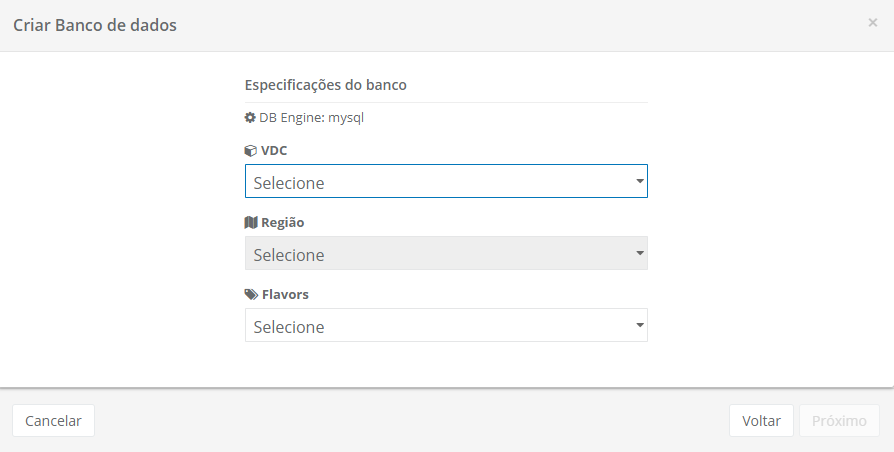 Criar Banco de dados
×
Especificações do banco
DB Engine: mysql
VDC
Selecione
Região
Selecione
Flavors
Selecione
Cancelar
Voltar
Próximo